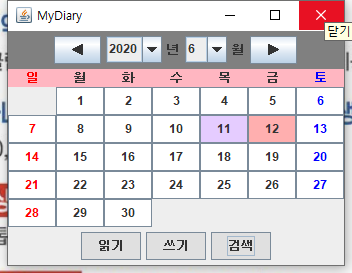 MyDiary
닫기
2020 년 6 월
일 월 화 수 목 금 토
1 2 3 4 5 6
7 8 9 10 11 12 13
14 15 16 17 18 19 20
21 22 23 24 25 26 27
28 29 30
읽기 쓰기 검색